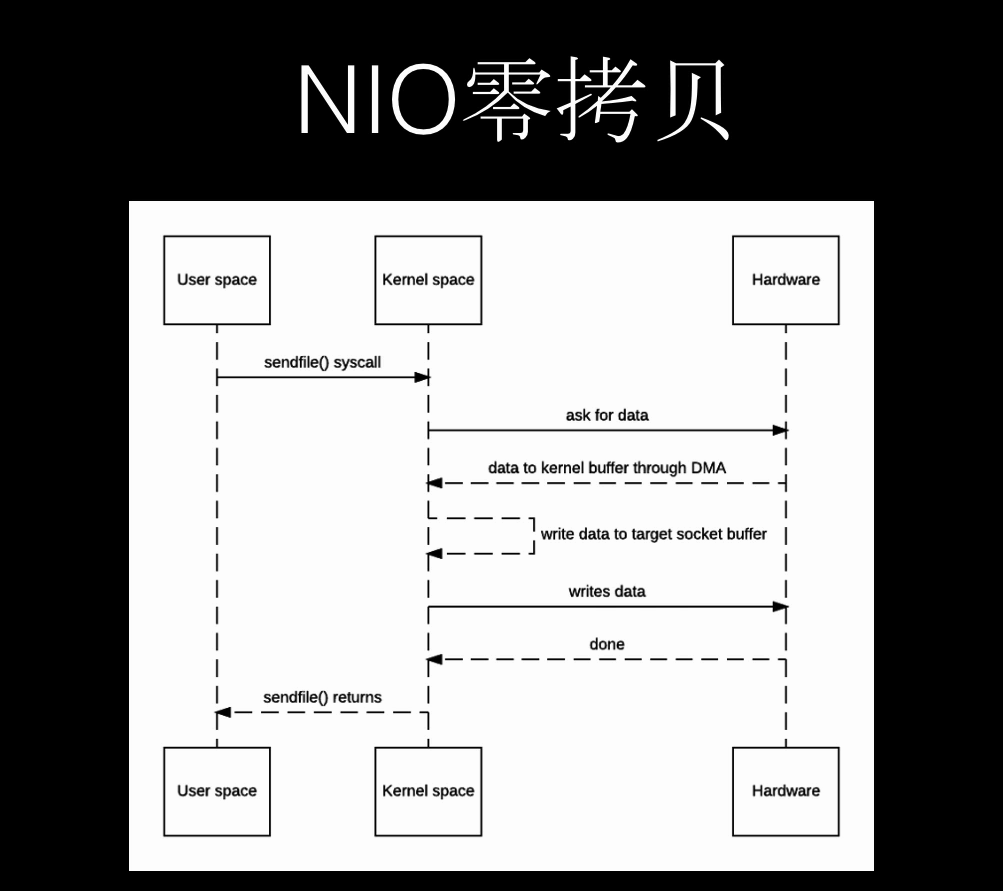 NIO零拷贝
User space
Kernel space
Hardware
sendfile() syscall
ask for data
data to kernel buffer through DMA
write data to target socket buffer
writes data
done
sendfile() returns
User space
Kernel space
Hardware